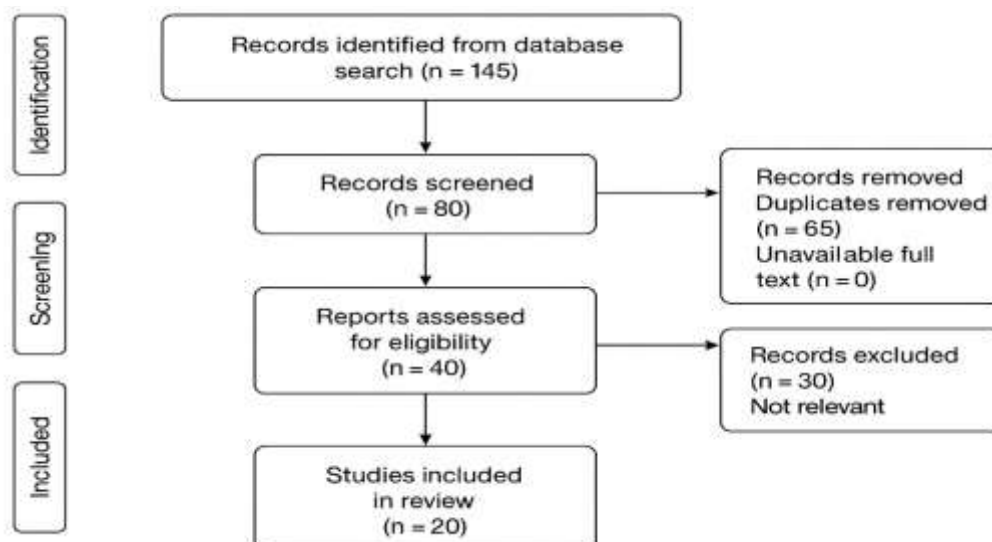 Identification
Records identified from database
search (n = 145)
Records screened
(n = 80)
Records removed
Duplicates removed
(n = 65)
Unavailable full
text (n = 0)
Screening
Reports assessed
for eligibility
(n = 40)
Records excluded
(n = 30)
Not relevant
Included
Studies included
in review
(n = 20)